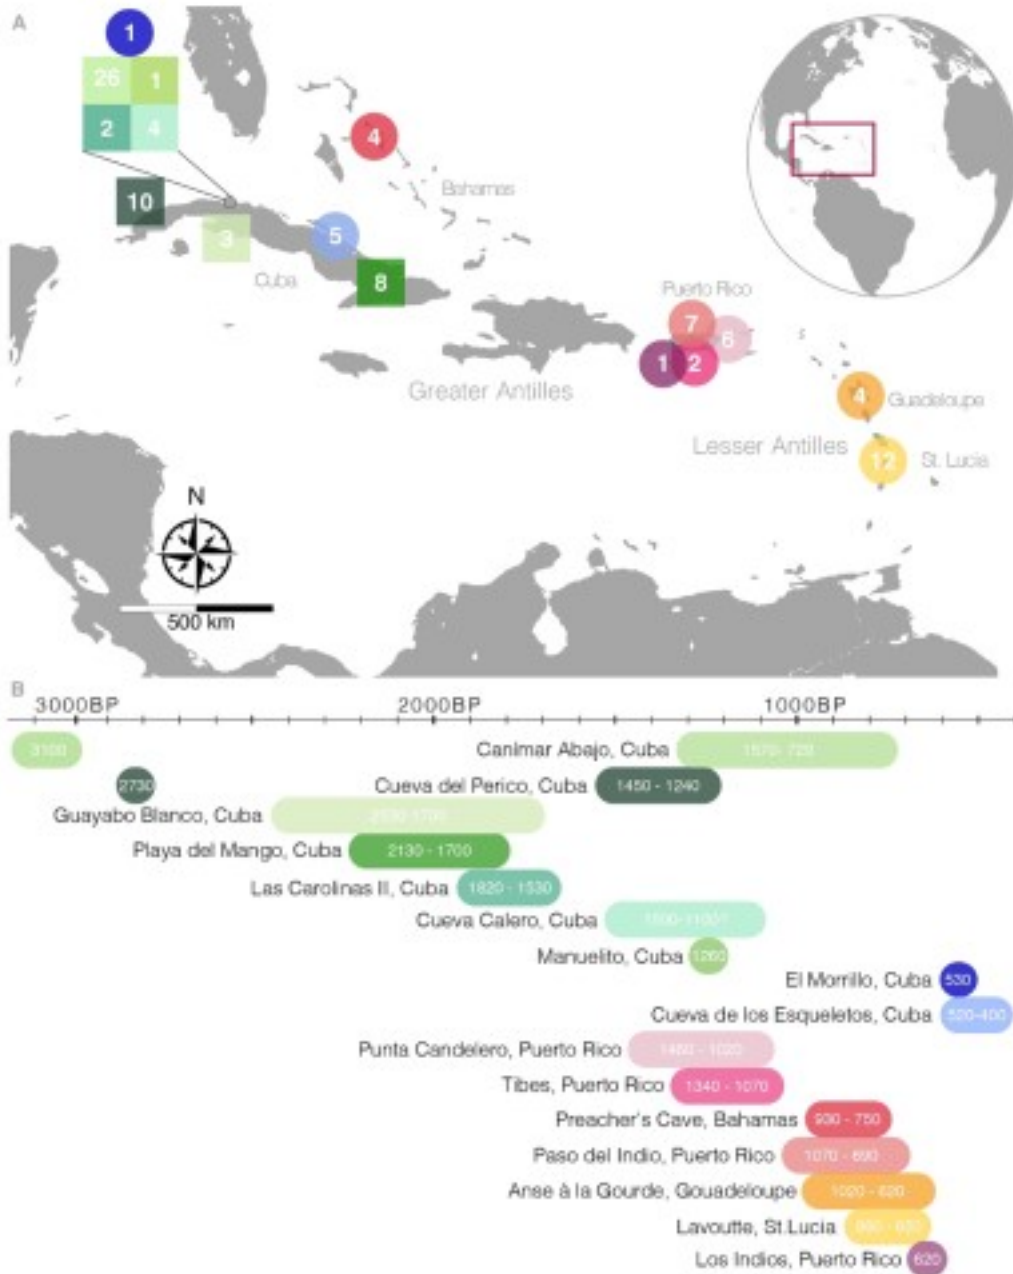 A
1
26 1
2 4
4
Bahamas
10
3
5
Cuba
8
Puerto Rico
7
6
1 2
Greater Antilles
4
Guadeloupe
Lesser Antilles
12
St. Lucia
N
500 km
B
3000BP 2000BP 1000BP
3100 Canimar Abajo, Cuba
2730 Cueva del Perico, Cuba 1450 - 1240
Guayabo Blanco, Cuba
Playa del Mango, Cuba 2130 - 1700
Las Carolinas II, Cuba 1820 - 1530
Cueva Calero, Cuba
Manuelito, Cuba 1260
El Morrillo, Cuba 530
Cueva de los Esqueletos, Cuba 520-400
Punta Candelero, Puerto Rico
Tibes, Puerto Rico 1340 - 1070
Preacher's Cave, Bahamas 930 - 750
Paso del Indio, Puerto Rico 1070 - 690
Anse à la Gourde, Gouadeloupe 1020 - 620
Lavoutte, St.Lucia
Los Indios, Puerto Rico 620